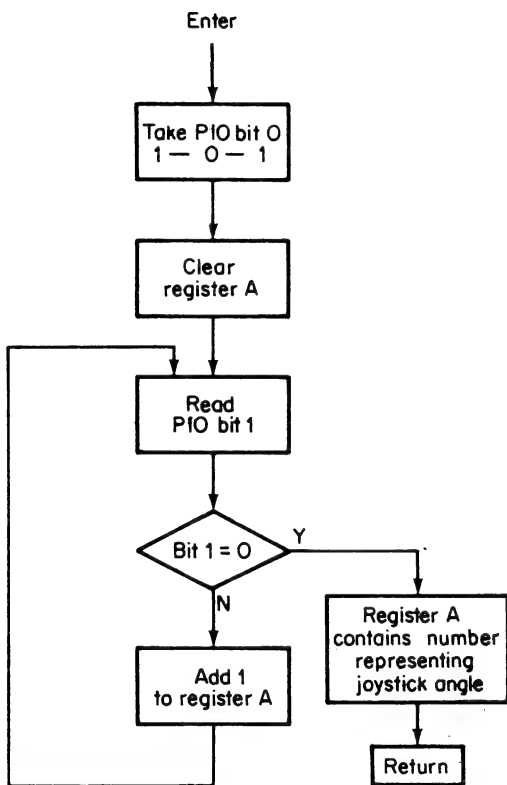 Enter
Take PIO bit 0
1 — 0 — 1
Clear
register A
Read
PIO bit 1
Bit 1 = 0
Y
N
Add 1
to register A
Register A
contains number
representing
joystick angle
Return